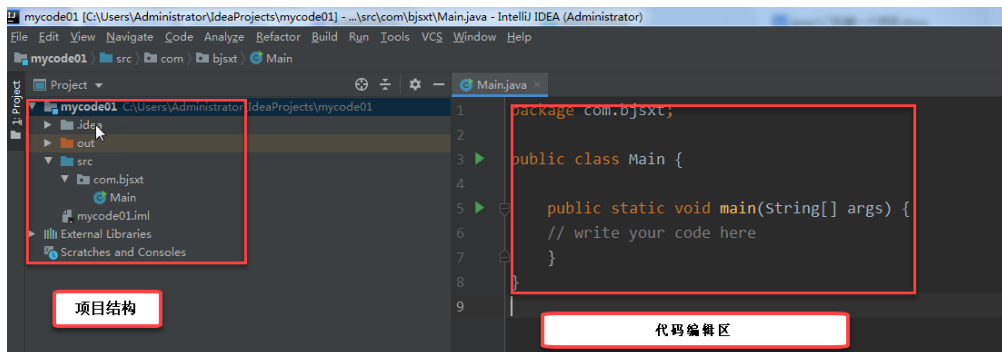 mycode01 [C:\Users\Administrator\IdeaProjects\mycode01] - ...\src\com\bjsxt\Main.java - IntelliJ IDEA (Administrator)
File Edit View Navigate Code Analyze Refactor Build Run Tools VCS Window Help
mycode01 src com bjsxt Main
Project
Main.java
1: Project
mycode01 C:\Users\Administrator\IdeaProjects\mycode01
.idea
out
src
com.bjsxt
Main
mycode01.iml
External Libraries
Scratches and Consoles
项目结构
1 package com.bjsxt;
2
3 public class Main {
4
5 public static void main(String[] args) {
6 // write your code here
7 }
8 }
9
代码编辑区